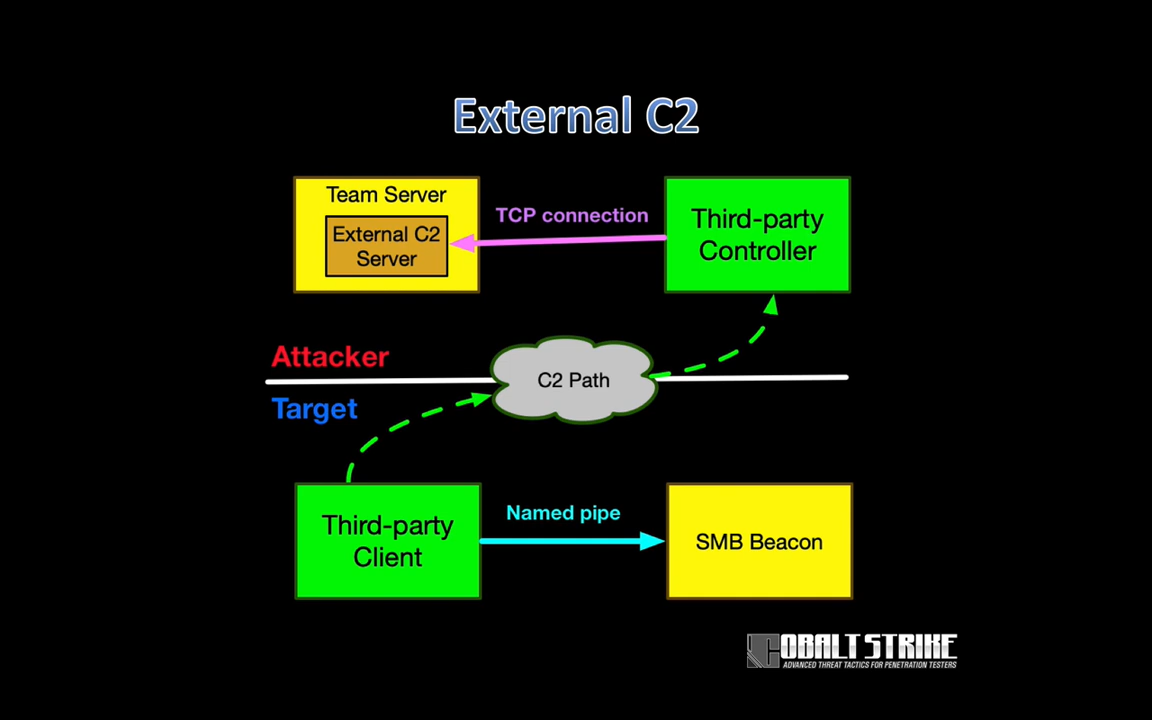 External C2
Team Server
External C2
Server
TCP connection
Third-party
Controller
Attacker
C2 Path
Target
Third-party
Client
Named pipe
SMB Beacon
COBALT STRIKE
ADVANCED THREAT TACTICS FOR PENETRATION TESTERS